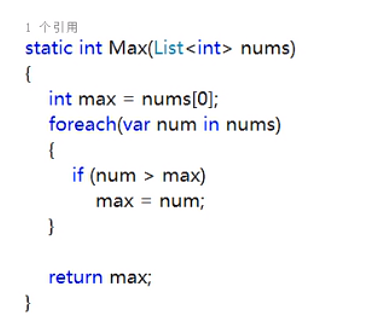 1 个引用
static int Max(List<int> nums)
{
int max = nums[0];
foreach(var num in nums)
{
if (num > max)
max = num;
}
return max;
}